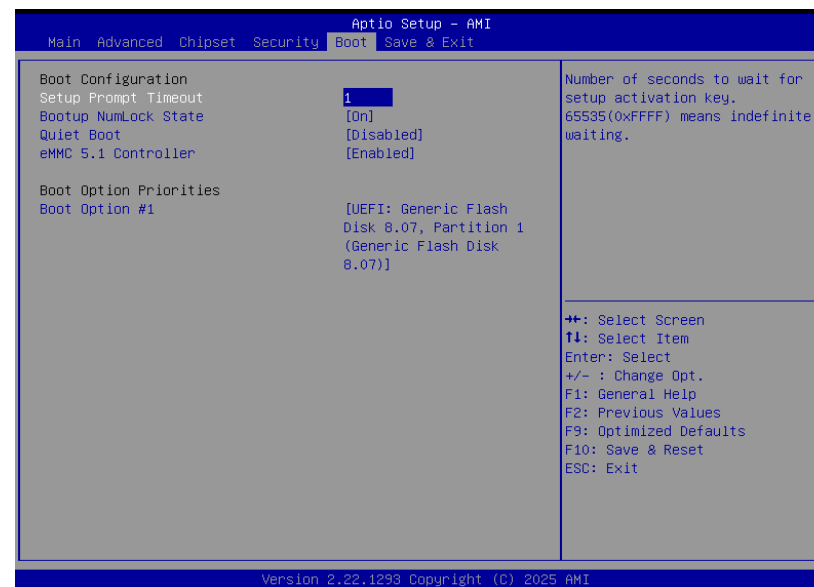 Aptio Setup – AMI
Main Advanced Chipset Security Boot Save & Exit
Boot Configuration
Setup Prompt Timeout 1
Bootup NumLock State [On]
Quiet Boot [Disabled]
eMMC 5.1 Controller [Enabled]
Boot Option Priorities
Boot Option #1 [UEFI: Generic Flash
Disk 8.07, Partition 1
(Generic Flash Disk
8.07)]
Number of seconds to wait for
setup activation key.
65535(0xFFFF) means indefinite
waiting.
→←: Select Screen
↑↓: Select Item
Enter: Select
+/- : Change Opt.
F1: General Help
F2: Previous Values
F9: Optimized Defaults
F10: Save & Reset
ESC: Exit
Version 2.22.1293 Copyright (C) 2025 AMI